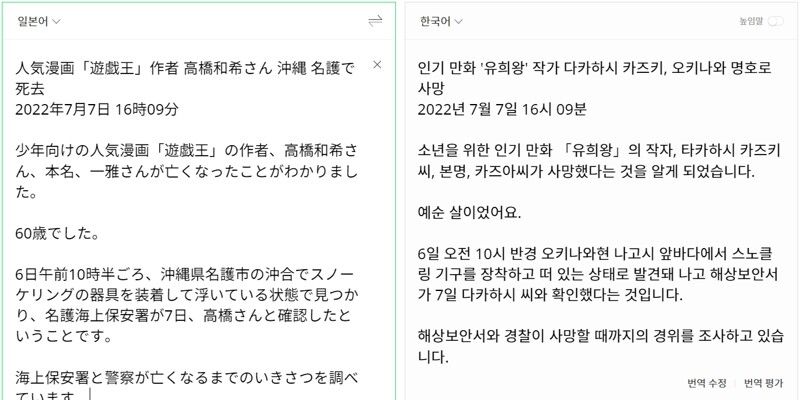 일본어
人気漫画「遊戯王」作者 高橋和希さん 沖縄 名護で
死去
2022年7月7日 16時09分
少年向けの人気漫画「遊戯王」の作者、高橋和希さ
ん、本名、一雅さんが亡くなったことがわかりまし
た。
60歳でした。
6日午前10時半ごろ、沖縄県名護市の沖合でスノー
ケリングの器具を装着して浮いている状態で見つか
り、名護海上保安署が7日、高橋さんと確認したと
いうことです。
海上保安署と警察が亡くなるまでのいきさつを調べ
ています。
한국어
높임말
인기 만화 '유희왕' 작가 다카하시 카즈키, 오키나와 명호로
사망
2022년 7월 7일 16시 09분
소년을 위한 인기 만화 「유희왕」의 작자, 타카하시 카즈키
씨, 본명, 카즈아씨가 사망했다는 것을 알게 되었습니다.
예순 살이었어요.
6일 오전 10시 반경 오키나와현 나고시 앞바다에서 스노클
링 기구를 장착하고 떠 있는 상태로 발견돼 나고 해상보안서
가 7일 다카하시 씨와 확인했다는 것입니다.
해상보안서와 경찰이 사망할 때까지의 경위를 조사하고 있습
니다.
번역 수정
번역 평가